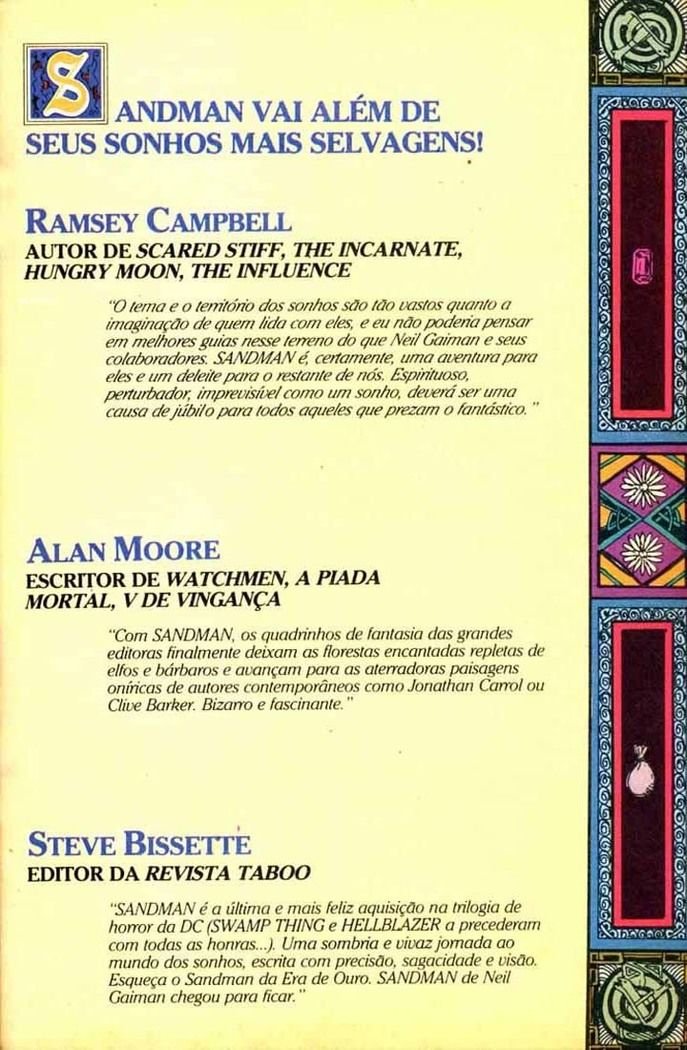 SANDMAN VAI ALÉM DE
SEUS SONHOS MAIS SELVAGENS!
RAMSEY CAMPBELL
AUTOR DE SCARED STIFF, THE INCARNATE,
HUNGRY MOON, THE INFLUENCE
"O tema e o território dos sonhos são tão vastos quanto a
imaginação de quem lida com eles, e eu não poderia pensar
em melhores guias nesse terreno do que Neil Gaiman e seus
colaboradores. SANDMAN é, certamente, uma aventura para
eles e um deleite para o restante de nós. Espirituoso,
perturbador, imprevisível como um sonho, deverá ser uma
causa de júbilo para todos aqueles que prezam o fantástico."
ALAN MOORE
ESCRITOR DE WATCHMEN, A PIADA
MORTAL, V DE VINGANÇA
"Com SANDMAN, os quadrinhos de fantasia das grandes
editoras finalmente deixam as florestas encantadas repletas de
elfos e bárbaros e avançam para as aterradoras paisagens
oníricas de autores contemporâneos como Jonathan Carrol ou
Clive Barker. Bizarro e fascinante."
STEVE BISSETTE
EDITOR DA REVISTA TABOO
"SANDMAN é a última e mais feliz aquisição na trilogia de
horror da DC (SWAMP THING e HELLBLAZER a precederam
com todas as honras...). Uma sombria e vivaz jornada ao
mundo dos sonhos, escrita com precisão, sagacidade e visão.
Esqueça o Sandman da Era de Ouro. SANDMAN de Neil
Gaiman chegou para ficar."